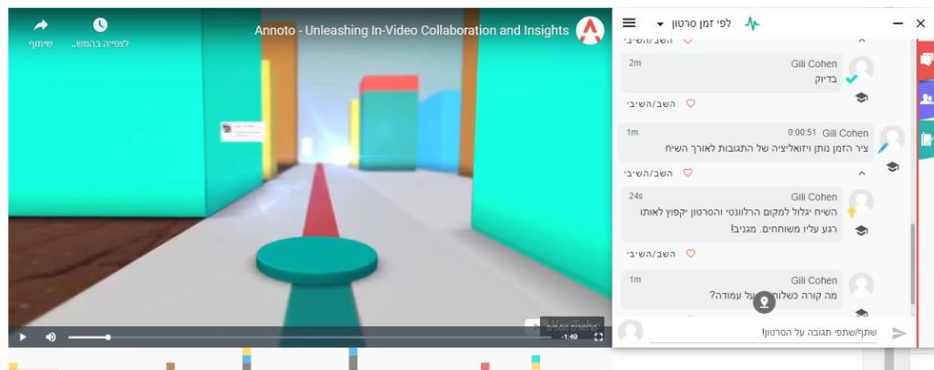 Annoto - Unleashing In-Video Collaboration and Insights
לצפייה בהמש...
שיתוף
-1:49
לפי זמן סרטון
השב/השיבי
Gili Cohen
2m
בדיוק
השב/השיבי
0:00:51 Gili Cohen
1m
ציר הזמן נותן ויזואליציה של התגובות לאורך השיח
השב/השיבי
Gili Cohen
24s
השיח יגלול למקום הרלוונטי והסרטון יקפוץ לאותו
רגע עליו משוחחים. מגניב!
השב/השיבי
Gili Cohen
1m
מה קורה כשלוח על עמודה?
שתף/שתפי תגובה על הסרטון!